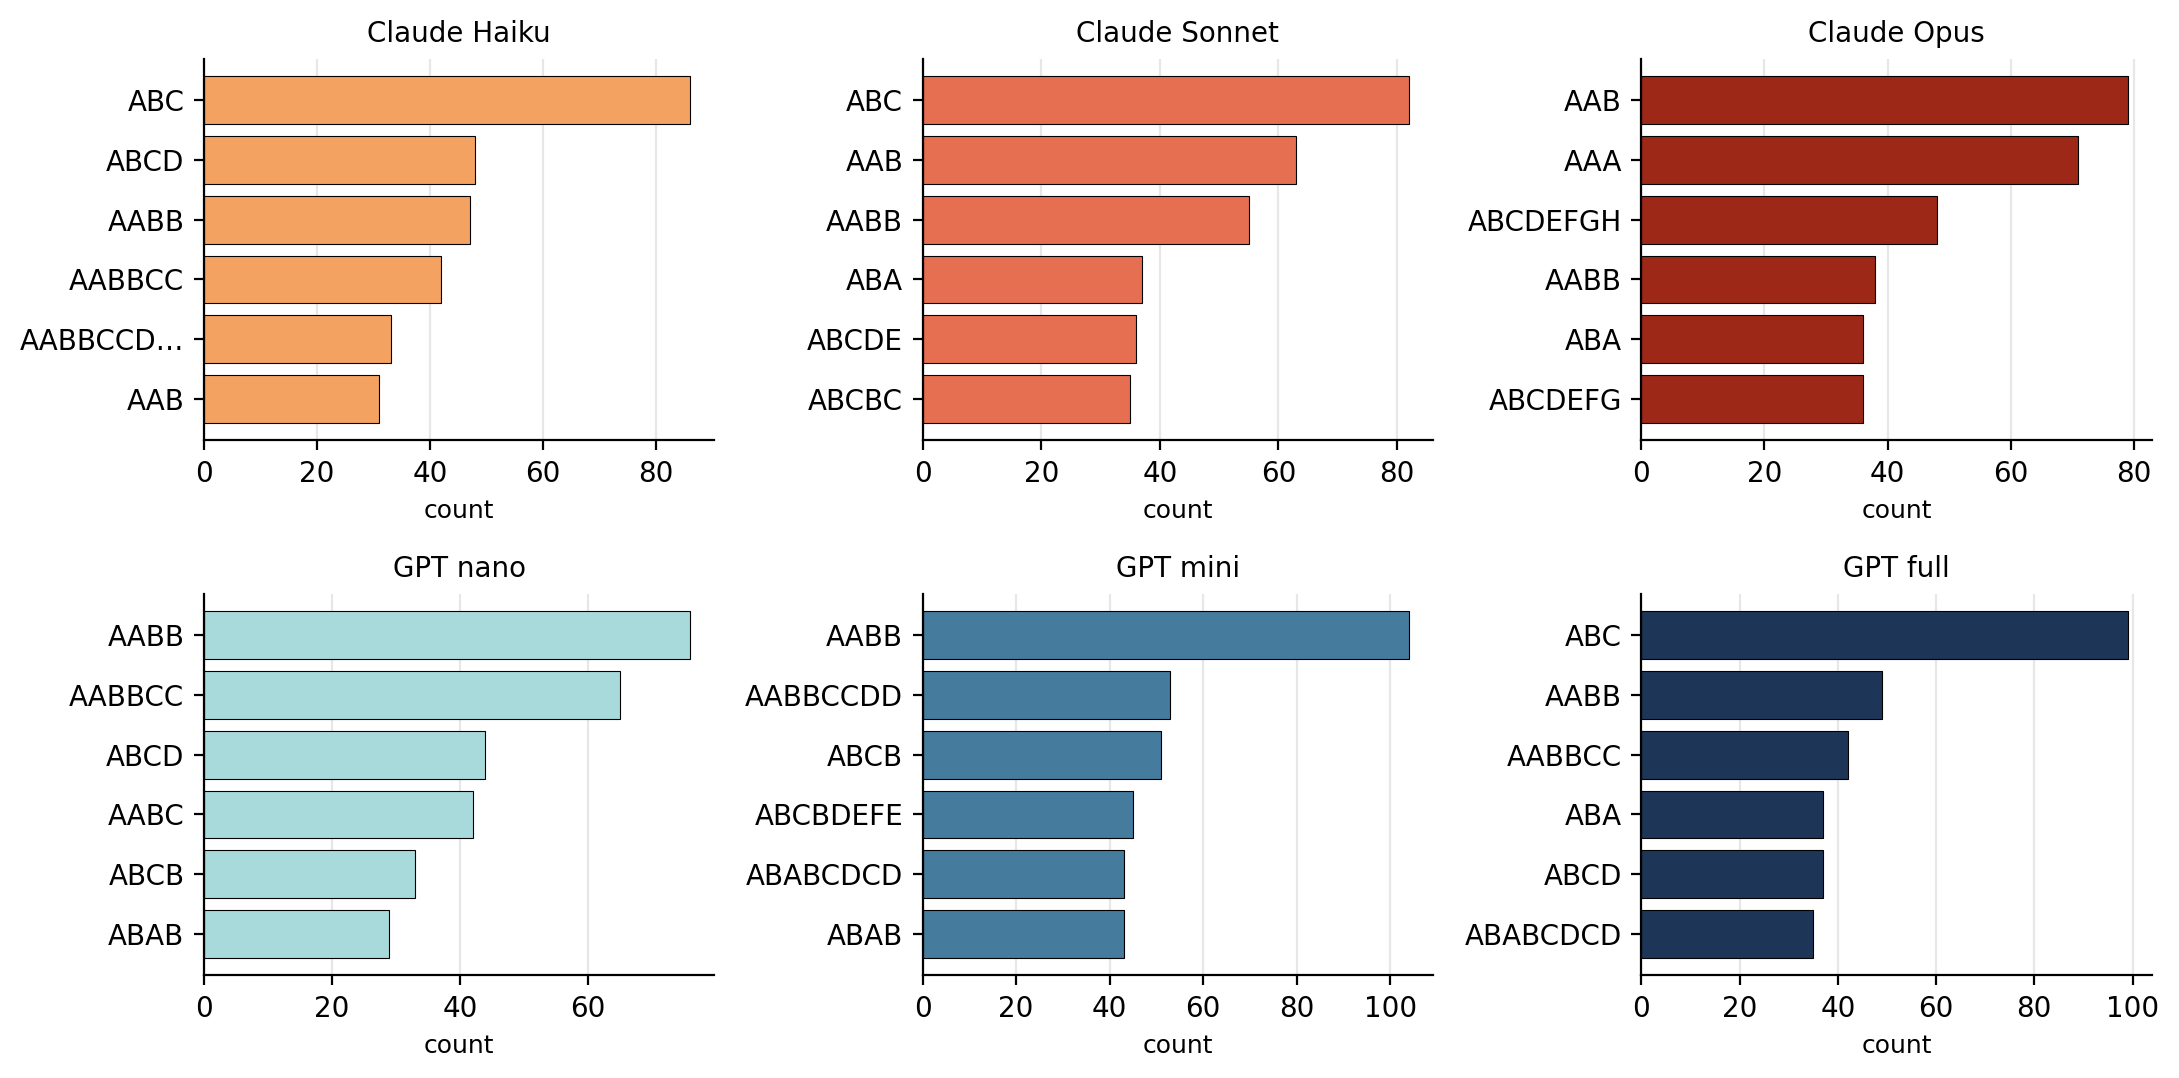 Claude Haiku
ABC
ABCD
AABB
AABBCC
AABBCCD...
AAB
0 20 40 60 80
count
Claude Sonnet
ABC
AAB
AABB
ABA
ABCDE
ABCBC
0 20 40 60 80
count
Claude Opus
AAB
AAA
ABCDEFGH
AABB
ABA
ABCDEFG
0 20 40 60 80
count
GPT nano
AABB
AABBCC
ABCD
AABC
ABCB
ABAB
0 20 40 60
count
GPT mini
AABB
AABBCCDD
ABCB
ABCBDEFE
ABABCDCD
ABAB
0 20 40 60 80 100
count
GPT full
ABC
AABB
AABBCC
ABA
ABCD
ABABCDCD
0 20 40 60 80 100
count